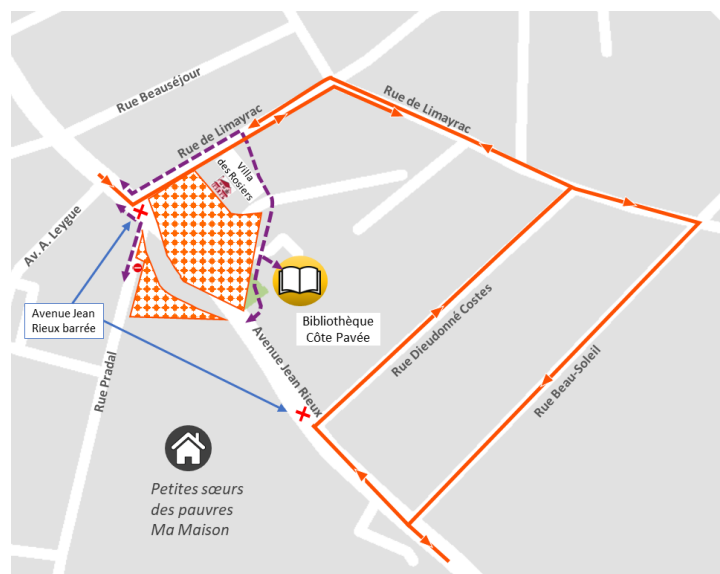 Rue Beauséjour
Rue de Limayrac
Rue de Limayrac
Villa
des Rosiers
Av. A. Leygue
Avenue Jean
Rieux barrée
Bibliothèque
Côte Pavée
Rue Dieudonné Costes
Avenue Jean Rieux
Rue Beau-Soleil
Rue Pradal
Petites sœurs
des pauvres
Ma Maison